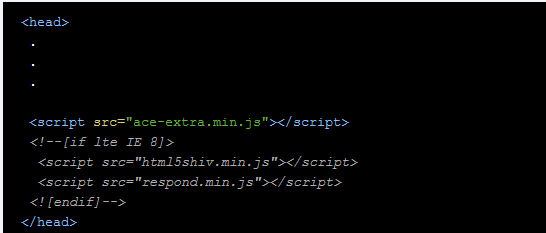 <head>
.
.
.
<script src="ace-extra.min.js"></script>
<!--[if lte IE 8]>
<script src="html5shiv.min.js"></script>
<script src="respond.min.js"></script>
<![endif]-->
</head>